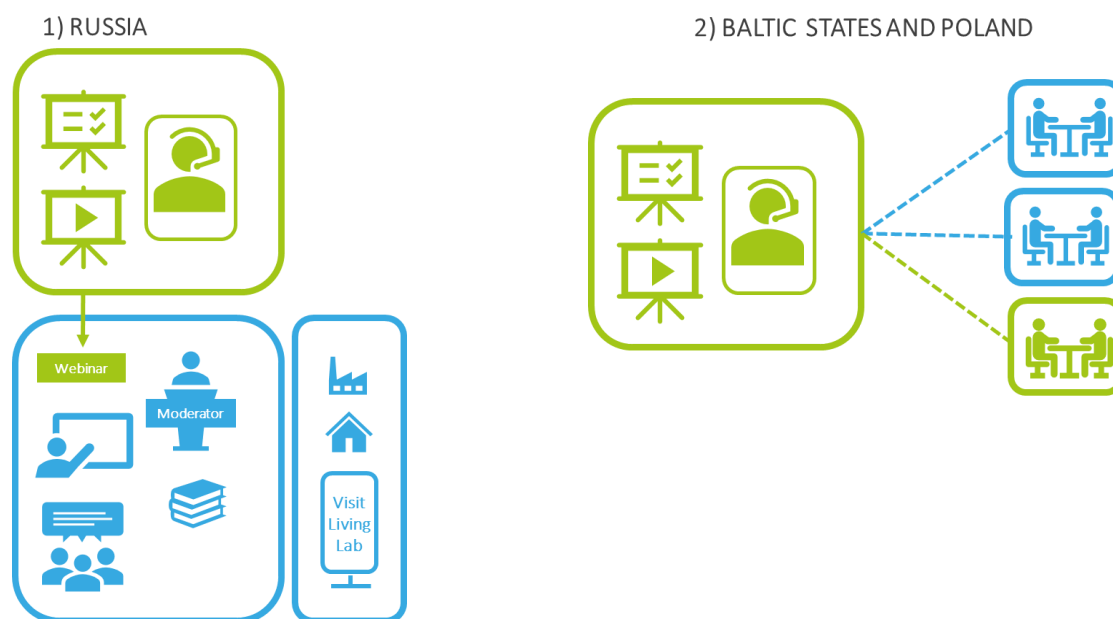 1) RUSSIA
2) BALTIC STATES AND POLAND
Webinar
Moderator
Visit
Living
Lab